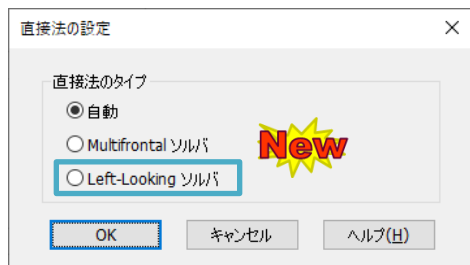 直接法の設定
直接法のタイプ
自動
Multifrontal ソルバ
New
Left-Looking ソルバ
OK
キャンセル
ヘルプ(H)